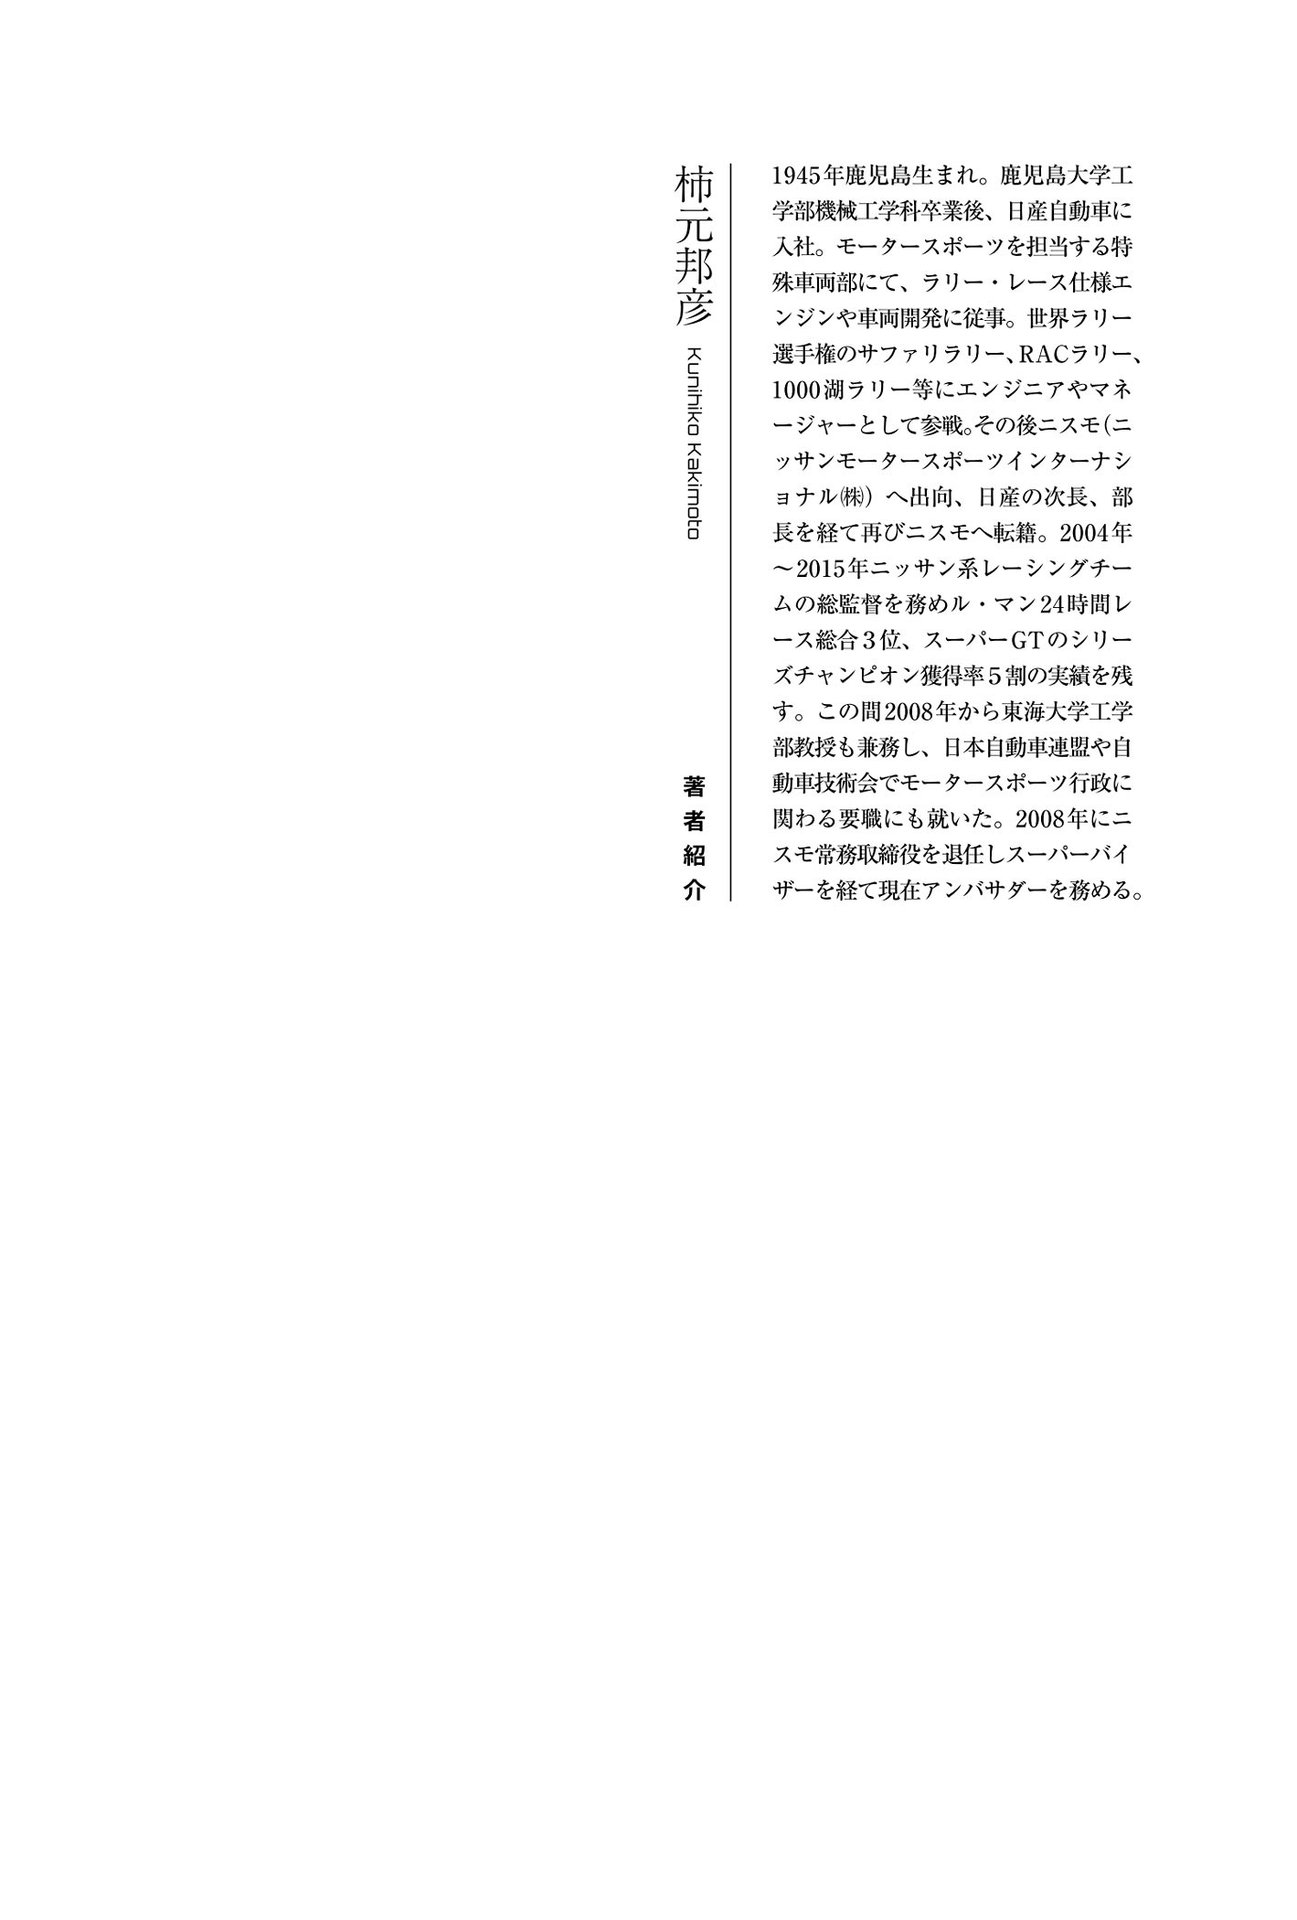 柿元邦彦
Kunihiko Kakimoto
著者紹介
1945年鹿児島生まれ。鹿児島大学工
学部機械工学科卒業後、日産自動車に
入社。モータースポーツを担当する特
殊車両部にて、ラリー・レース仕様エ
ンジンや車両開発に従事。世界ラリー
選手権のサファリラリー、RACラリー、
1000湖ラリー等にエンジニアやマネ
ージャーとして参戦。その後ニスモ（ニ
ッサンモータースポーツインターナシ
ョナル㈱）へ出向、日産の次長、部
長を経て再びニスモへ転籍。2004年
～2015年ニッサン系レーシングチー
ムの総監督を務めル・マン24時間レ
ース総合３位、スーパーGTのシリー
ズチャンピオン獲得率５割の実績を残
す。この間2008年から東海大学工学
部教授も兼務し、日本自動車連盟や自
動車技術会でモータースポーツ行政に
関わる要職にも就いた。2008年にニ
スモ常務取締役を退任しスーパーバイ
ザーを経て現在アンバサダーを務める。